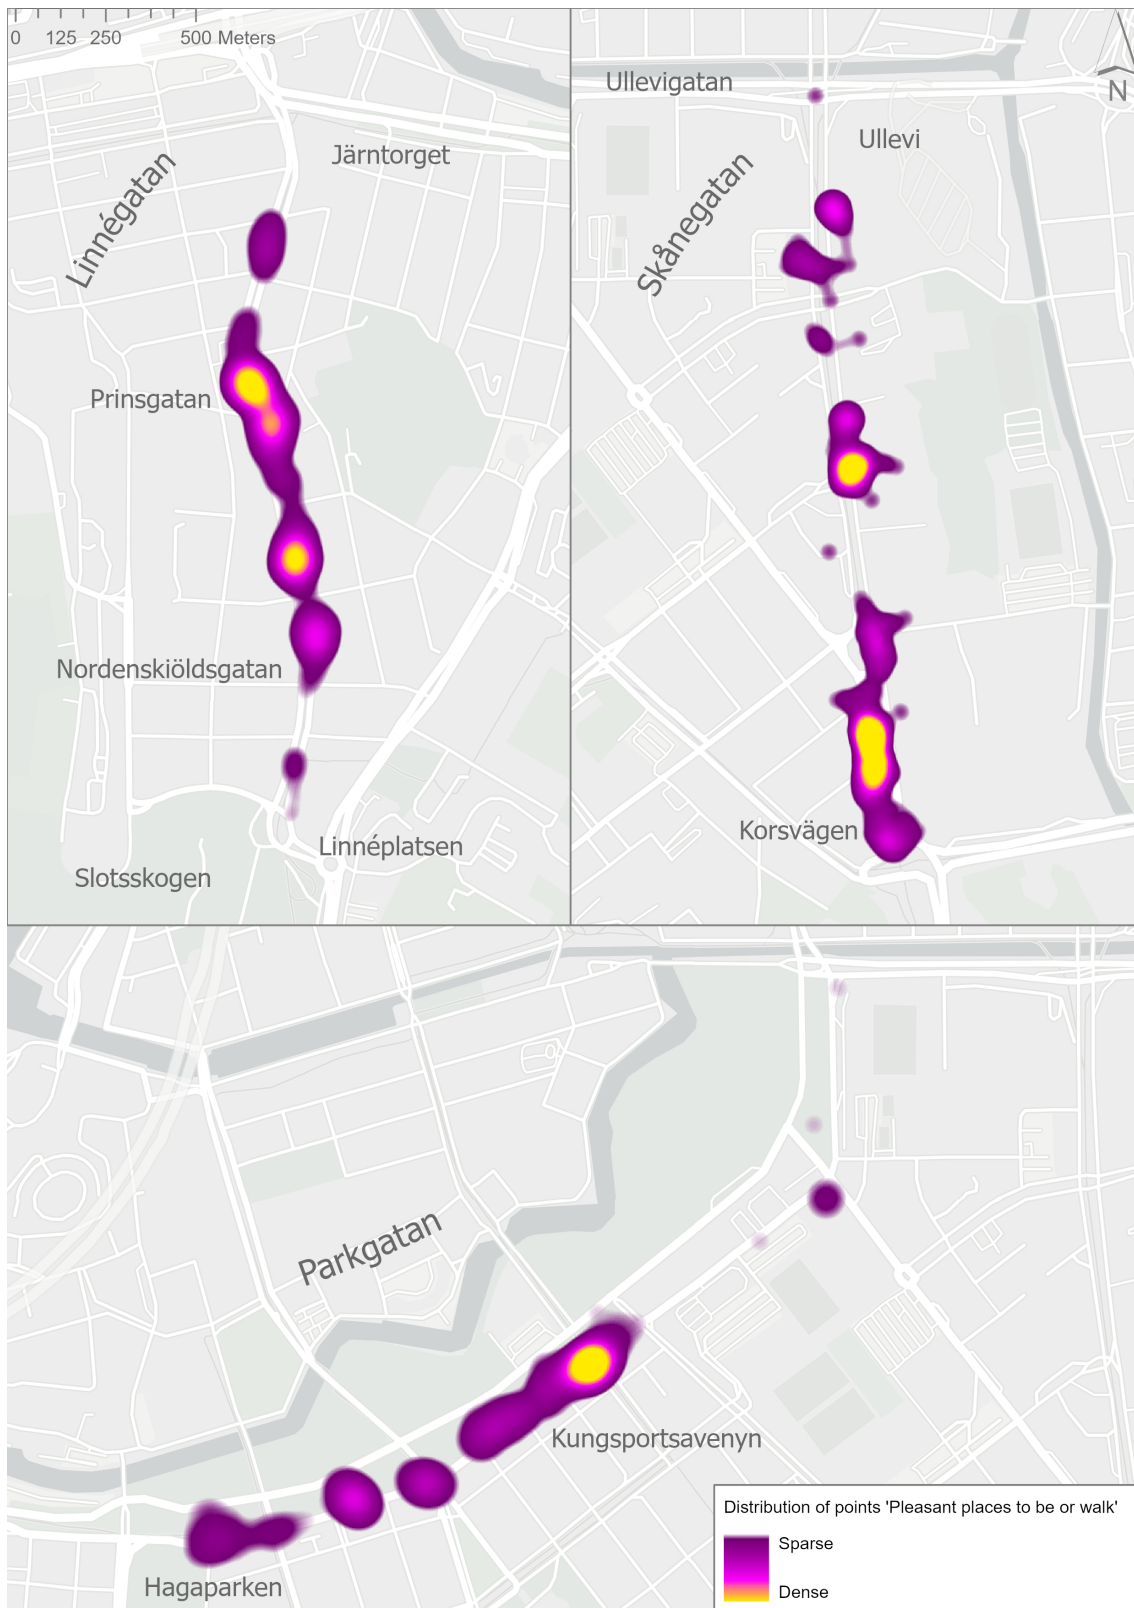 0 125 250 500 Meters
Ullevigatan
N
Ullevi
Järntorget
Linnégatan
Skånegatan
Prinsgatan
Nordenskiöldsgatan
Korsvägen
Linnéplatsen
Slotsskogen
Parkgatan
Kungsportsavenyn
Hagaparken
Distribution of points 'Pleasant places to be or walk'
Sparse
Dense